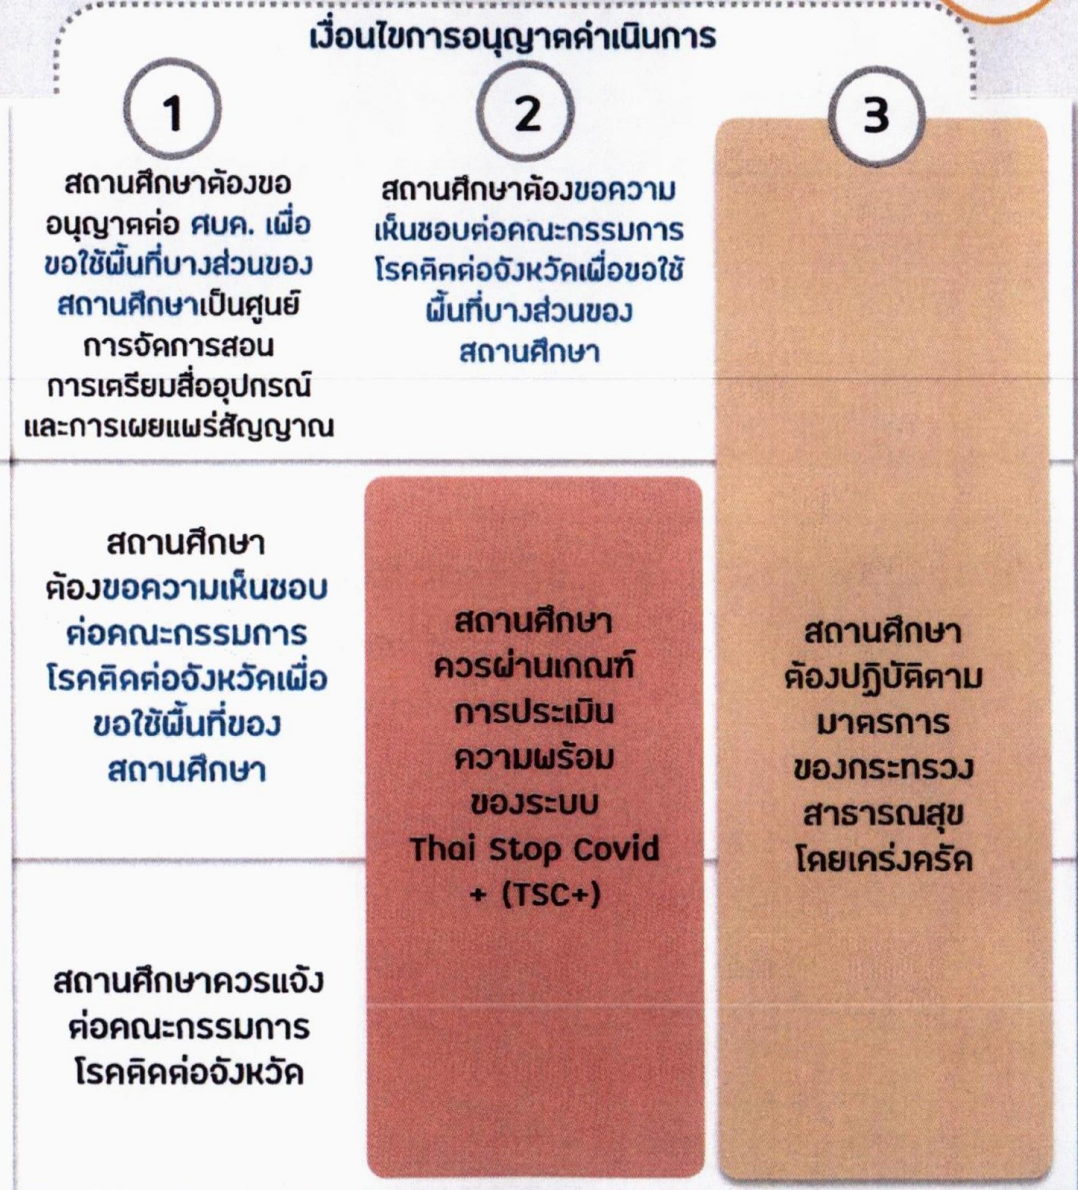 เงื่อนไขการอนุญาตดำเนินการ
1
สถานศึกษาต้องขอ
อนุญาตต่อ ศบค. เพื่อ
ขอใช้พื้นที่บางส่วนของ
สถานศึกษาเป็นศูนย์
การจัดการสอน
การเตรียมสื่ออุปกรณ์
และการเผยแพร่สัญญาณ
2
สถานศึกษาต้องขอความ
เห็นชอบต่อคณะกรรมการ
โรคติดต่อจังหวัดเพื่อขอใช้
พื้นที่บางส่วนของ
สถานศึกษา
3
สถานศึกษา
ต้องขอความเห็นชอบ
ต่อคณะกรรมการ
โรคติดต่อจังหวัดเพื่อ
ขอใช้พื้นที่ของ
สถานศึกษา
สถานศึกษา
ควรผ่านเกณฑ์
การประเมิน
ความพร้อม
ของระบบ
Thai Stop Covid
+ (TSC+)
สถานศึกษา
ต้องปฏิบัติตาม
มาตรการ
ของกระทรวง
สาธารณสุข
โดยเคร่งครัด
สถานศึกษาควรแจ้ง
ต่อคณะกรรมการ
โรคติดต่อจังหวัด